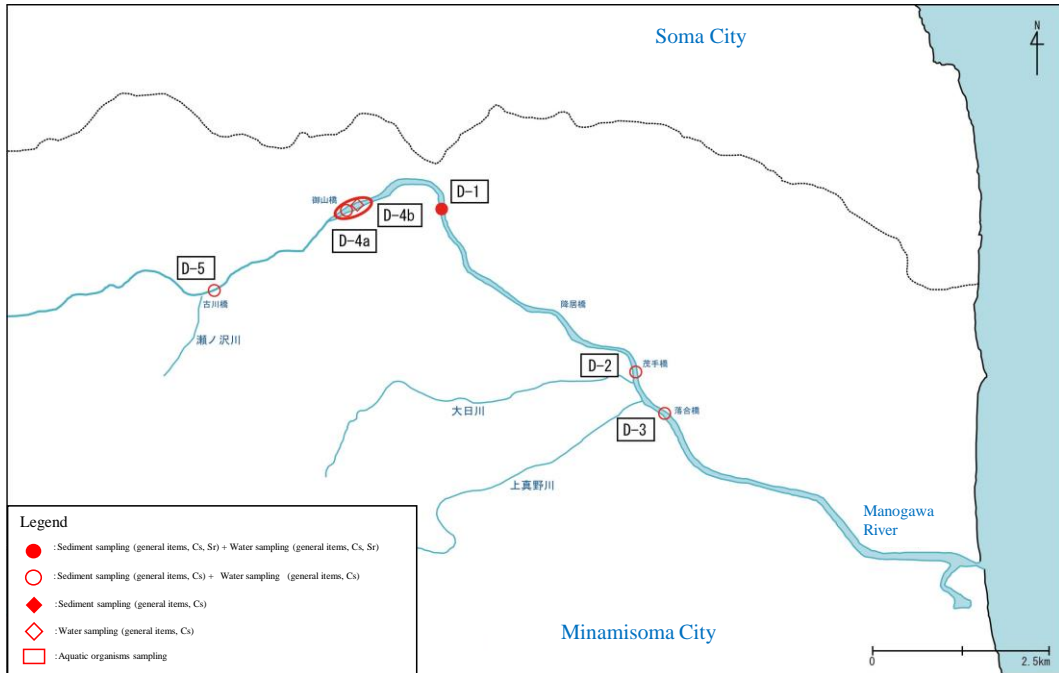 Soma City
N
D-1
御山橋
D-4b
D-4a
D-5
古川橋
瀬ノ沢川
降居橋
D-2
茂手橋
大日川
D-3
落合橋
上真野川
Manogawa
River
Minamisoma City
0
2.5km
Legend
:Sediment sampling (general items, Cs, Sr) + Water sampling (general items, Cs, Sr)
:Sediment sampling (general items, Cs) + Water sampling (general items, Cs)
:Sediment sampling (general items, Cs)
:Water sampling (general items, Cs)
:Aquatic organisms sampling